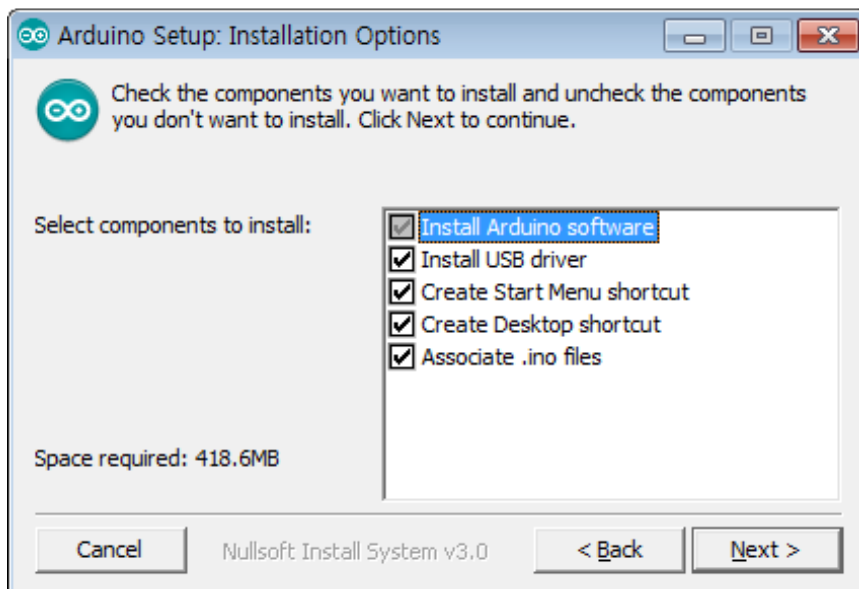 Arduino Setup: Installation Options
Check the components you want to install and uncheck the components
you don't want to install. Click Next to continue.
Select components to install:
Install Arduino software
Install USB driver
Create Start Menu shortcut
Create Desktop shortcut
Associate .ino files
Space required: 418.6MB
Cancel
Nullsoft Install System v3.0
< Back
Next >